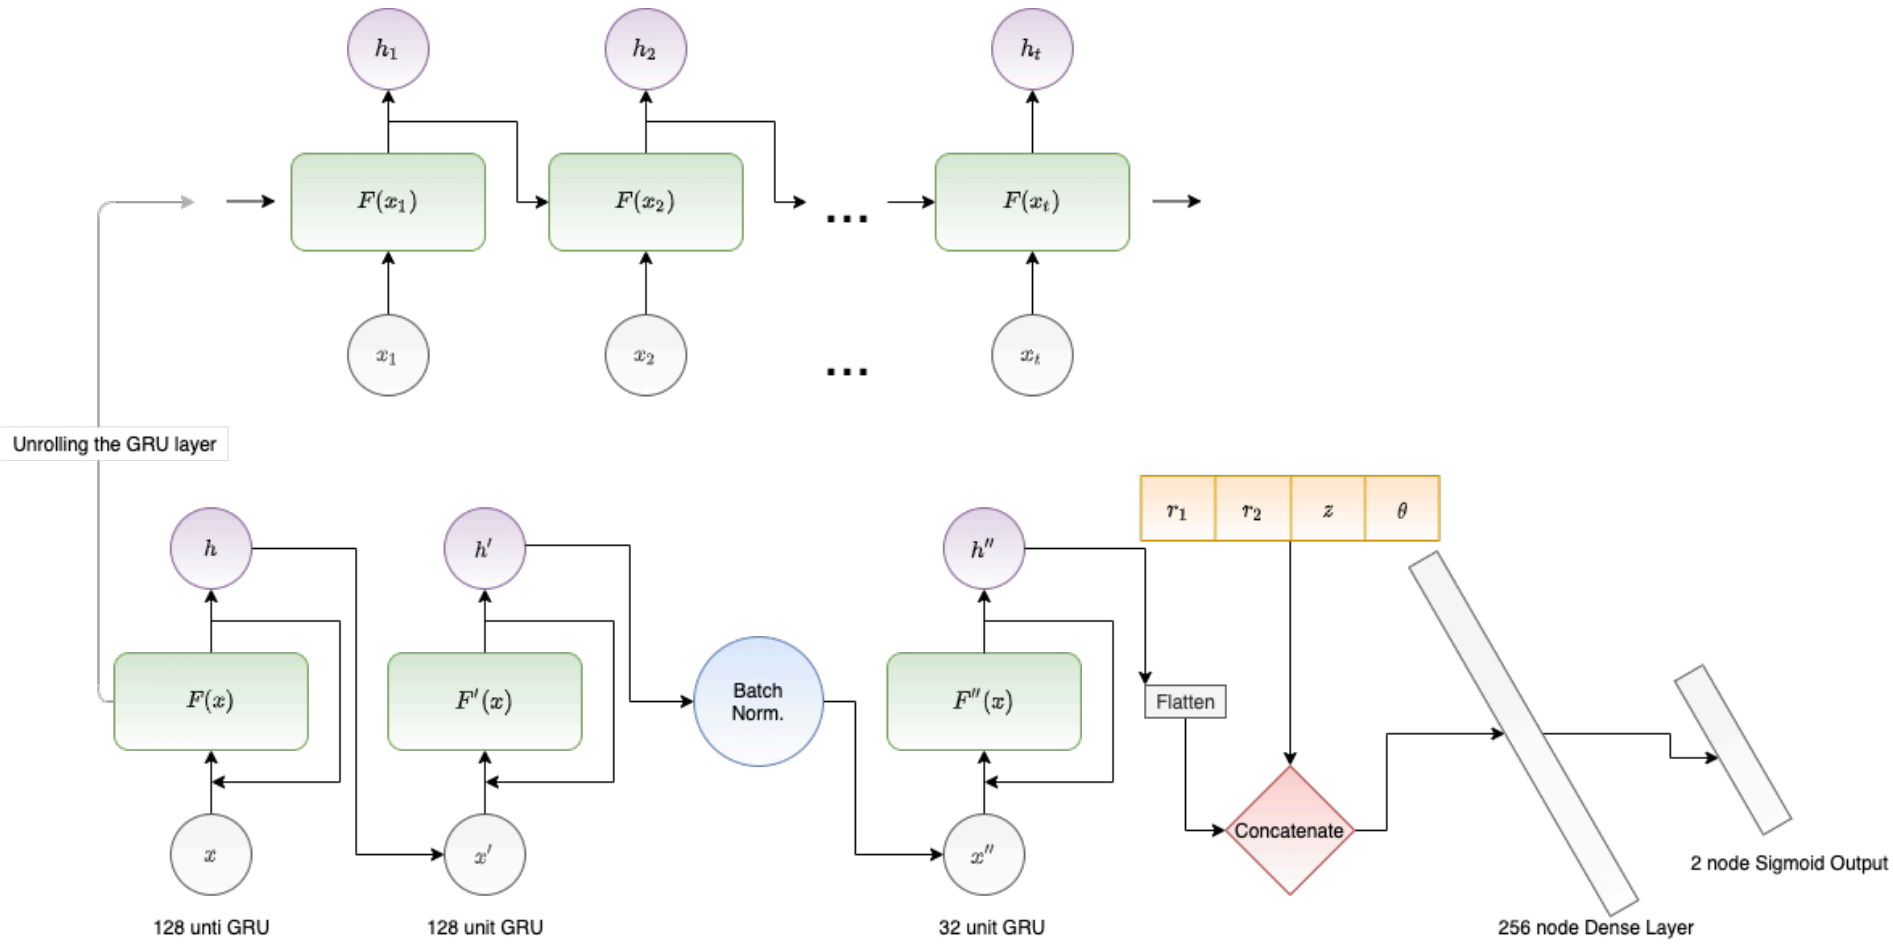 h₁
h₂
hₜ
F(x₁)
F(x₂)
...
F(xₜ)
x₁
x₂
...
xₜ
Unrolling the GRU layer
r₁
r₂
z
θ
h
h′
h″
F(x)
F′(x)
Batch
Norm.
F″(x)
Flatten
Concatenate
x
x′
x″
2 node Sigmoid Output
128 unti GRU
128 unit GRU
32 unit GRU
256 node Dense Layer